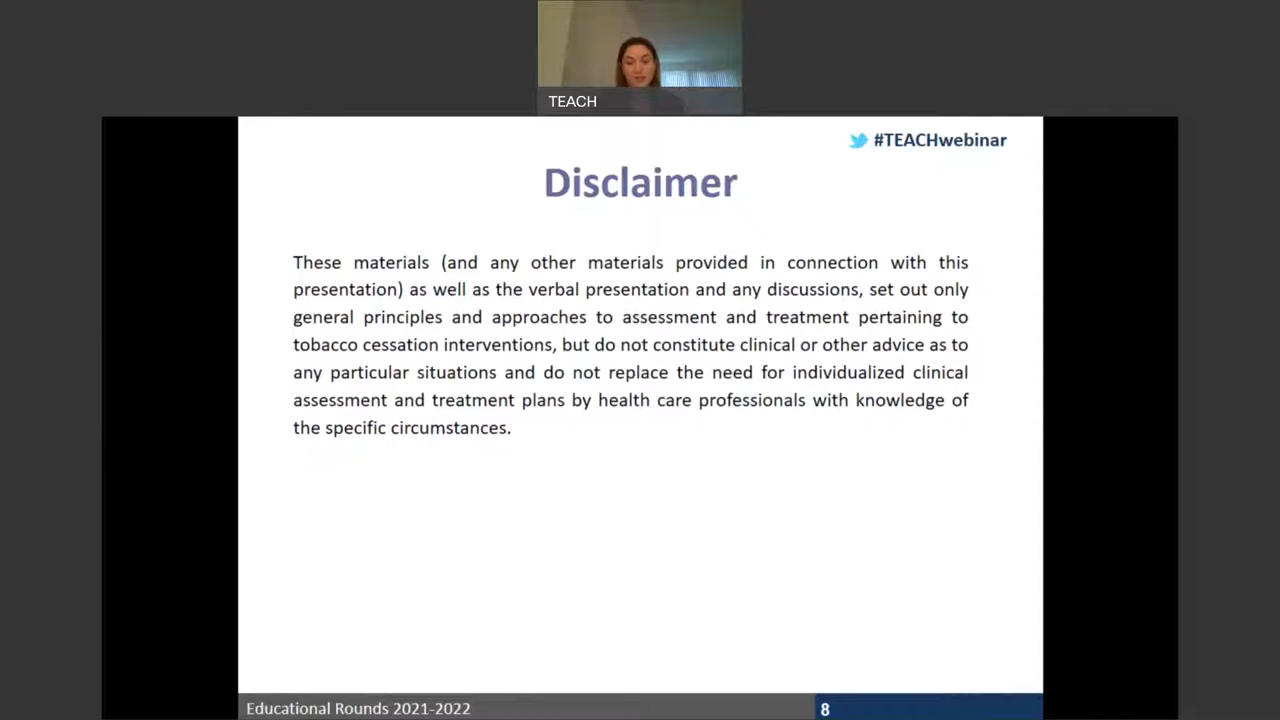 TEACH
#TEACHwebinar
Disclaimer
These materials (and any other materials provided in connection with this
presentation) as well as the verbal presentation and any discussions, set out only
general principles and approaches to assessment and treatment pertaining to
tobacco cessation interventions, but do not constitute clinical or other advice as to
any particular situations and do not replace the need for individualized clinical
assessment and treatment plans by health care professionals with knowledge of
the specific circumstances.
Educational Rounds 2021-2022
8